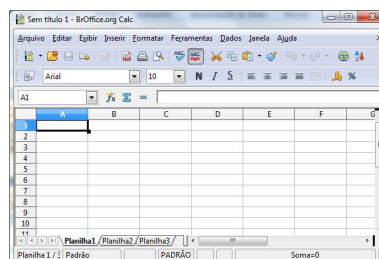 Sem título 1 - BrOffice.org Calc
Arquivo Editar Exibir Inserir Formatar Ferramentas Dados Janela Ajuda
Arial 10 N I S %
A1 fx Σ =
A B C D E F G
1
2
3
4
5
6
7
8
9
10
11
Planilha1 Planilha2 Planilha3
Planilha 1 / 3 Padrão PADRÃO Soma=0